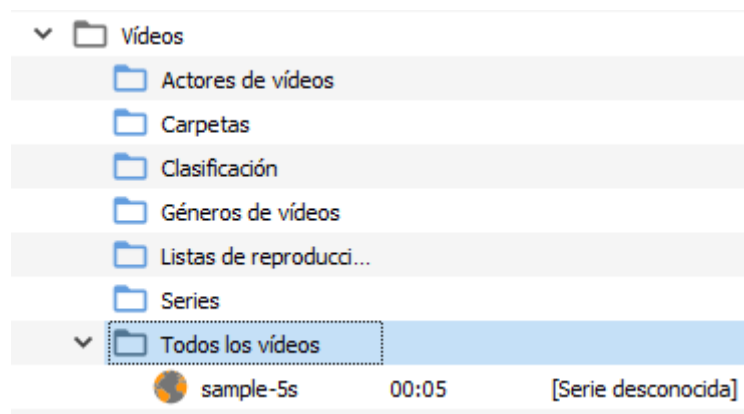 Vídeos
Actores de vídeos
Carpetas
Clasificación
Géneros de vídeos
Listas de reproducci...
Series
Todos los vídeos
sample-5s 00:05 [Serie desconocida]